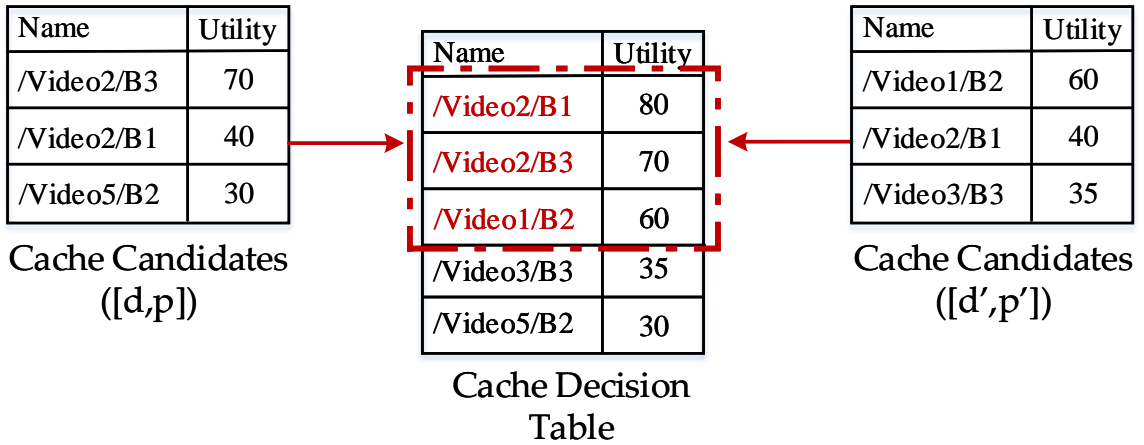 Name Utility
/Video2/B3 70
/Video2/B1 40
/Video5/B2 30
Cache Candidates
([d,p])
Name Utility
/Video2/B1 80
/Video2/B3 70
/Video1/B2 60
/Video3/B3 35
/Video5/B2 30
Cache Decision
Table
Name Utility
/Video1/B2 60
/Video2/B1 40
/Video3/B3 35
Cache Candidates
([d’,p’])